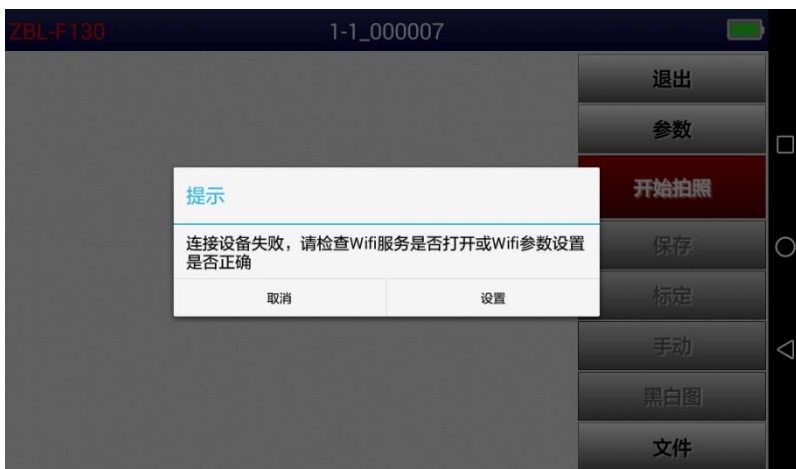 ZBL-F130
1-1_000007
退出
参数
开始拍照
保存
标定
手动
黑白图
文件
提示
连接设备失败，请检查Wifi服务是否打开或Wifi参数设置
是否正确
取消
设置